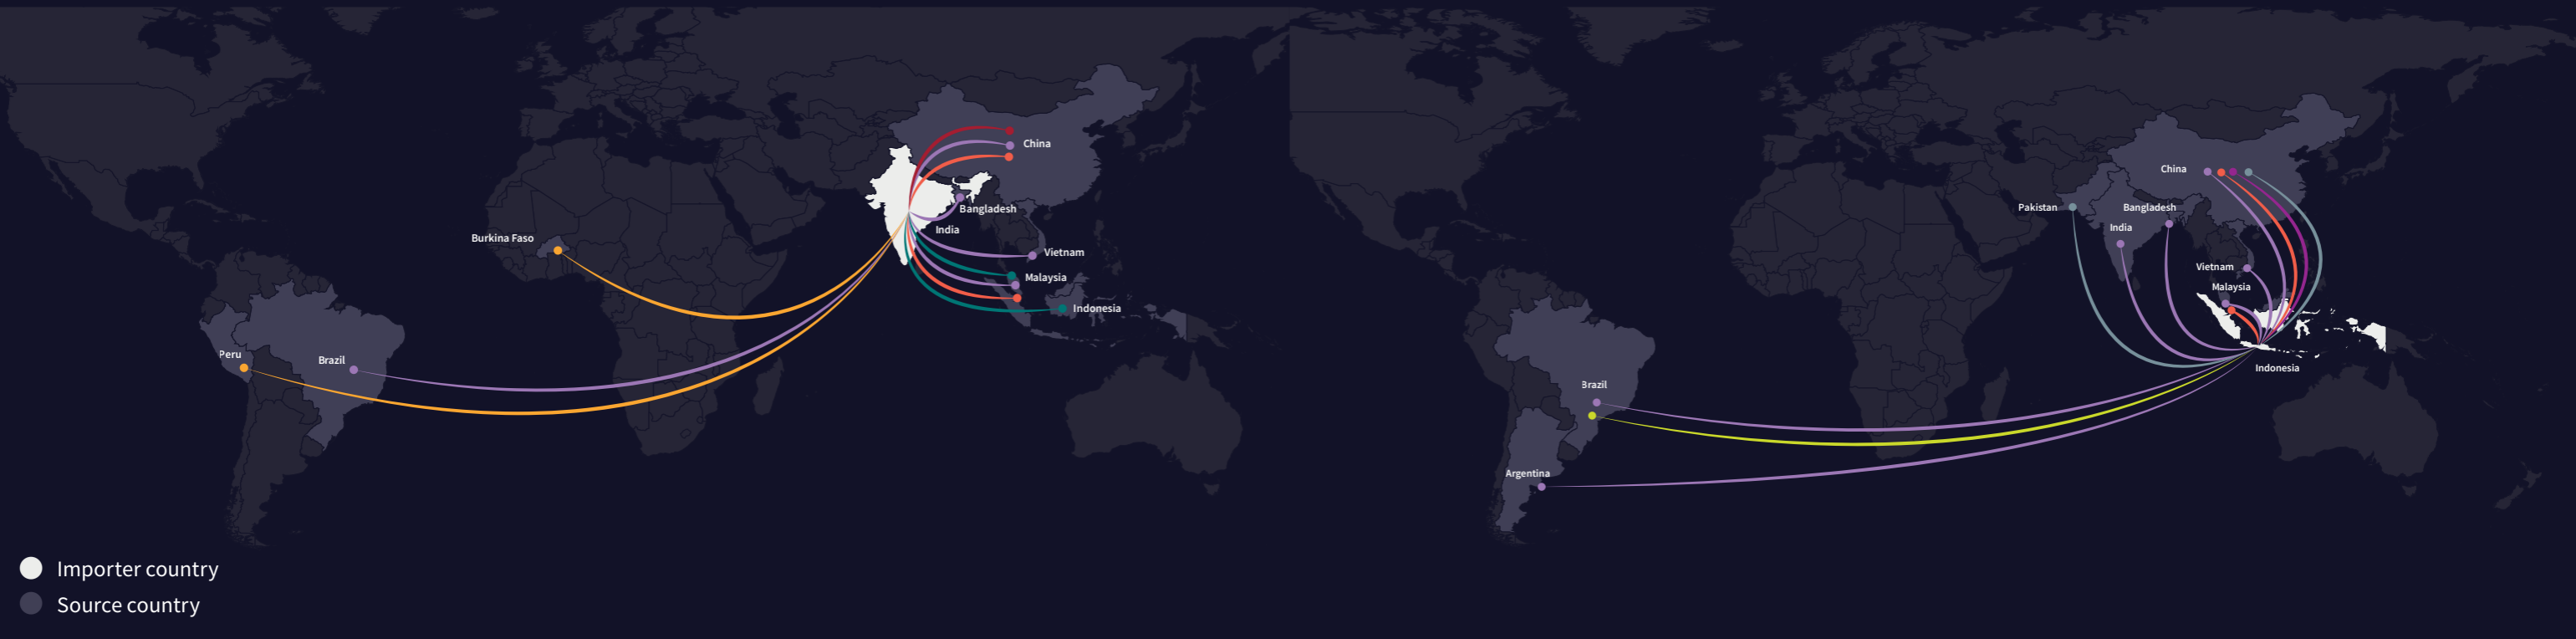 China
Bangladesh
India
Burkina Faso
Vietnam
Malaysia
Indonesia
Peru
Brazil
Importer country
Source country
China
Pakistan
Bangladesh
India
Vietnam
Malaysia
Indonesia
Brazil
Argentina